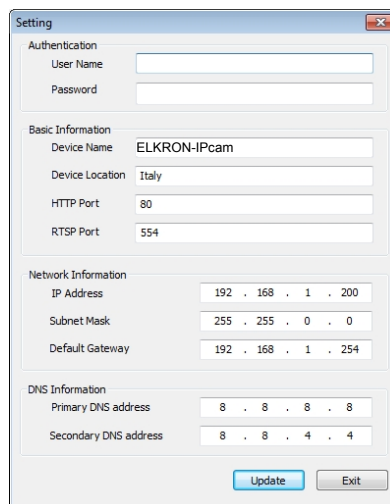 Setting
Authentication
User Name
Password
Basic Information
Device Name ELKRON-IPcam
Device Location Italy
HTTP Port 80
RTSP Port 554
Network Information
IP Address 192 . 168 . 1 . 200
Subnet Mask 255 . 255 . 0 . 0
Default Gateway 192 . 168 . 1 . 254
DNS Information
Primary DNS address 8 . 8 . 8 . 8
Secondary DNS address 8 . 8 . 4 . 4
Update Exit